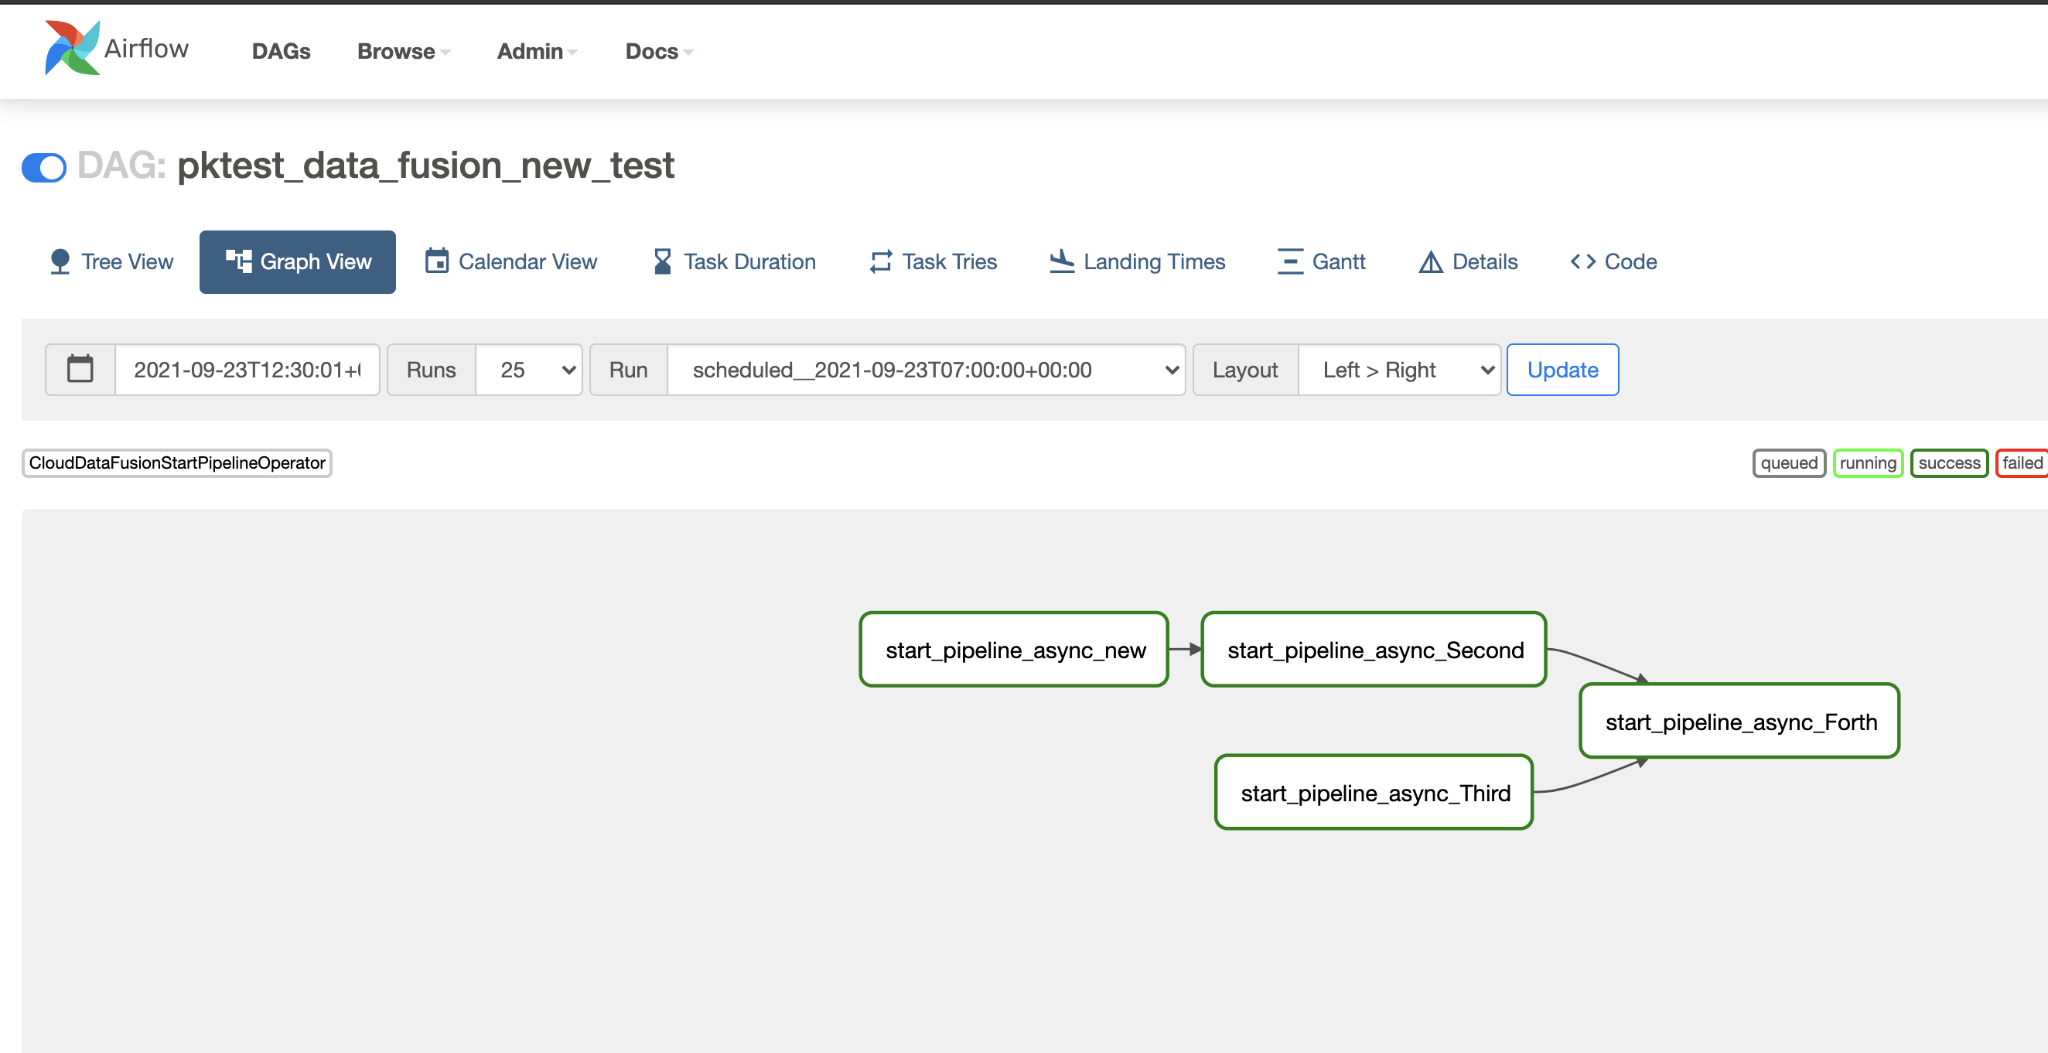 Airflow DAGs Browse Admin Docs
DAG: pktest_data_fusion_new_test
Tree View Graph View Calendar View Task Duration Task Tries Landing Times Gantt Details Code
2021-09-23T12:30:01+ Runs 25 Run scheduled__2021-09-23T07:00:00+00:00 Layout Left > Right Update
CloudDataFusionStartPipelineOperator queued running success failed
start_pipeline_async_new start_pipeline_async_Second
start_pipeline_async_Forth
start_pipeline_async_Third